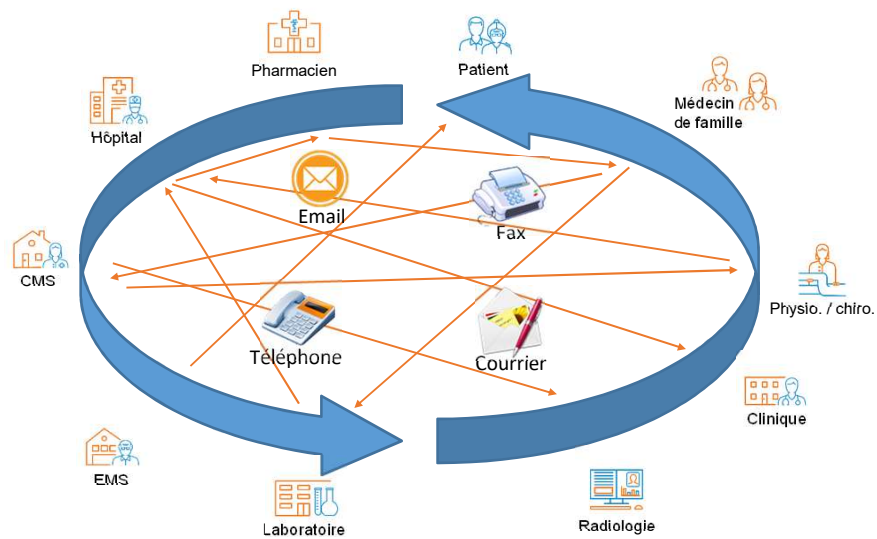 Pharmacien
Patient
Médecin
de famille
Hôpital
Email
Fax
CMS
Physio. / chiro.
Téléphone
Courrier
Clinique
EMS
Laboratoire
Radiologie